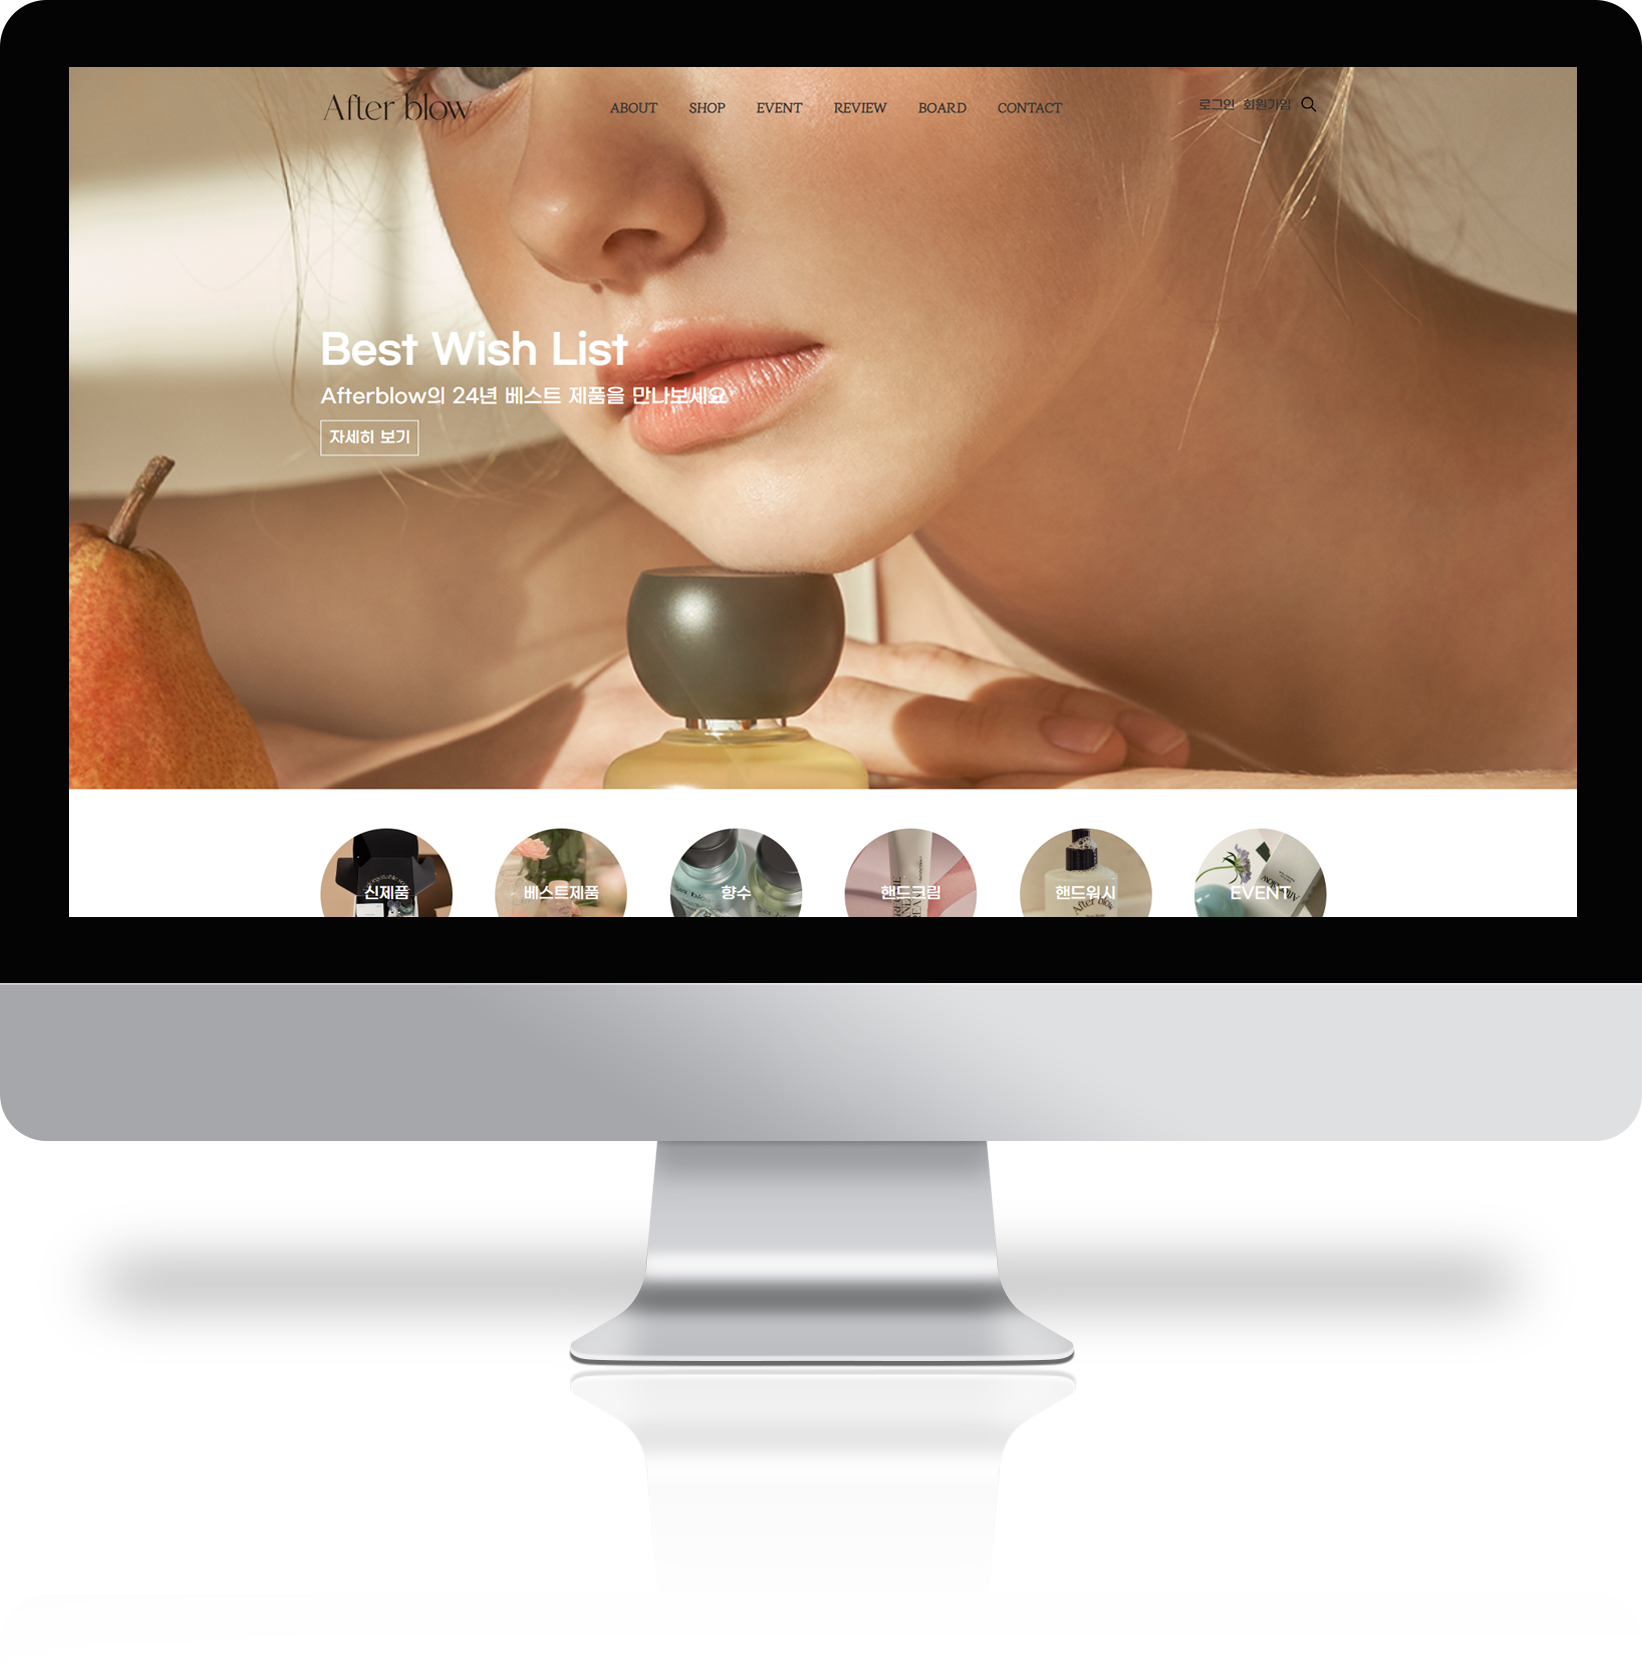 After blow
ABOUT SHOP EVENT REVIEW BOARD CONTACT
로그인 회원가입
Best Wish List
Afterblow의 24년 베스트 제품을 만나보세요
자세히 보기
신제품
베스트제품
향수
핸드크림
핸드워시
EVENT
After blow